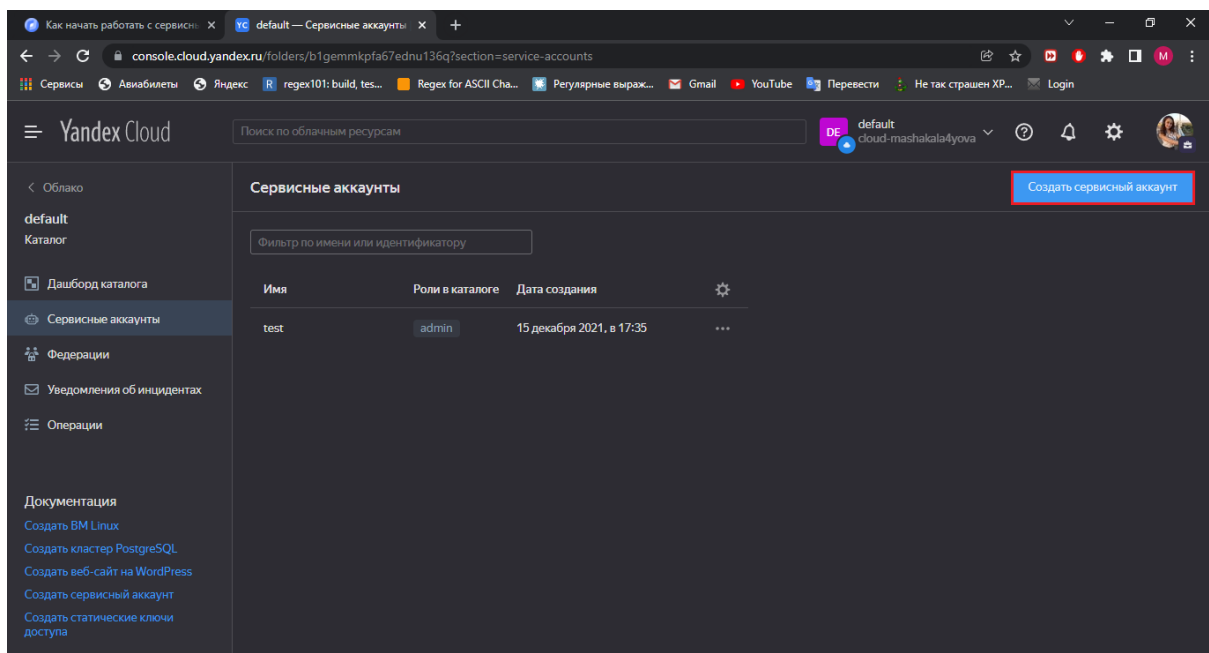 Как начать работать с сервисн
YC default — Сервисные аккаунты
console.cloud.yandex.ru/folders/b1gemmkpfa67ednu136q?section=service-accounts
M
Сервисы Авиабилеты Яндекс R regex101: build, tes... Regex for ASCII Cha... Регулярные выраж... Gmail YouTube Перевести Не так страшен XP... Login
Yandex Cloud
Поиск по облачным ресурсам
DE
default
cloud-mashakala4yova
Облако
Сервисные аккаунты
Создать сервисный аккаунт
default
Каталог
Фильтр по имени или идентификатору
Дашборд каталога
Имя Роли в каталоге Дата создания
Сервисные аккаунты
test admin 15 декабря 2021, в 17:35
Федерации
Уведомления об инцидентах
Операции
Документация
Создать ВМ Linux
Создать кластер PostgreSQL
Создать веб-сайт на WordPress
Создать сервисный аккаунт
Создать статические ключи
доступа